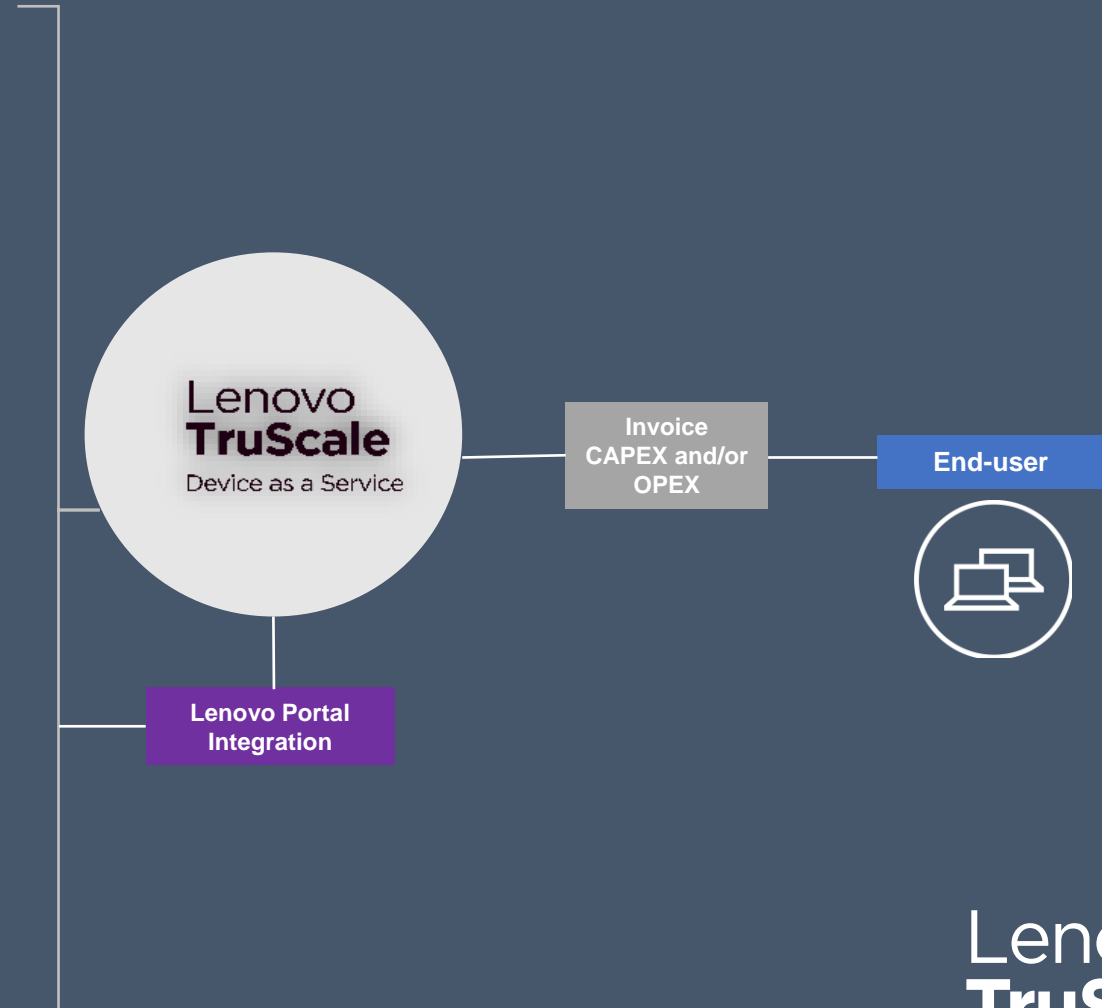 Lenovo
TruScale
Device as a Service
Invoice
CAPEX and/or
OPEX
End-user
Lenovo Portal
Integration